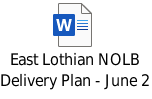 W
East Lothian NOLB
Delivery Plan - June 2